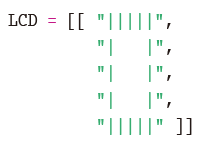 LCD = [[ "|||||",
"|   |",
"|   |",
"|   |",
"|||||" ]]